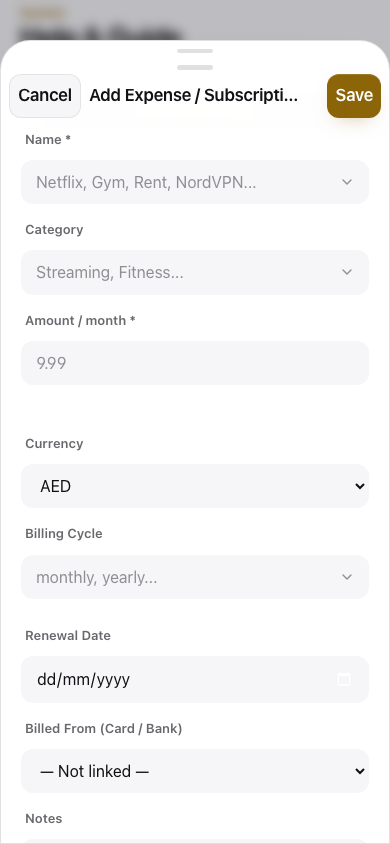 Cancel
Add Expense / Subscripti...
Save
Name *
Netflix, Gym, Rent, NordVPN...
Category
Streaming, Fitness...
Amount / month *
9.99
Currency
AED
Billing Cycle
monthly, yearly...
Renewal Date
dd/mm/yyyy
Billed From (Card / Bank)
— Not linked —
Notes